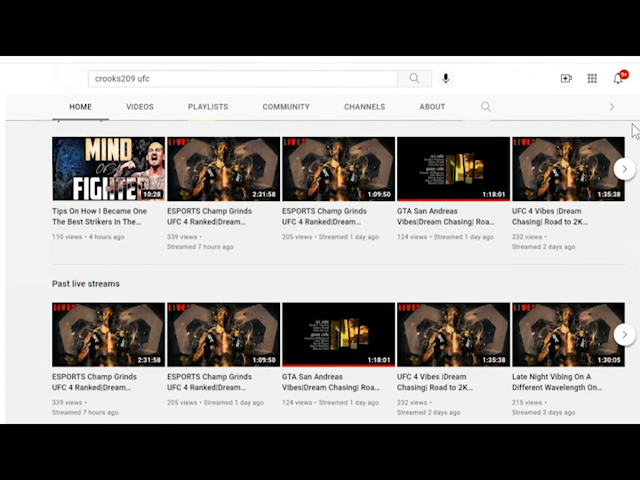 crooks209 ufc
9+
HOME VIDEOS PLAYLISTS COMMUNITY CHANNELS ABOUT
MIND
FIGHTER
10:28
2:31:58
1:09:50
1:18:01
1:35:38
Tips On How I Became One
The Best Strikers In The...
110 views • 4 hours ago
ESPORTS Champ Grinds
UFC 4 Ranked|Dream...
339 views •
Streamed 7 hours ago
ESPORTS Champ Grinds
UFC 4 Ranked|Dream...
205 views • Streamed 1 day ago
GTA San Andreas
Vibes|Dream Chasing| Roa...
124 views • Streamed 1 day ago
UFC 4 Vibes |Dream
Chasing| Road to 2K...
232 views •
Streamed 2 days ago
Past live streams
2:31:58
1:09:50
1:18:01
1:35:38
1:30:05
ESPORTS Champ Grinds
UFC 4 Ranked|Dream...
339 views •
Streamed 7 hours ago
ESPORTS Champ Grinds
UFC 4 Ranked|Dream...
205 views • Streamed 1 day ago
GTA San Andreas
Vibes|Dream Chasing| Roa...
124 views • Streamed 1 day ago
UFC 4 Vibes |Dream
Chasing| Road to 2K...
232 views •
Streamed 2 days ago
Late Night Vibing On A
Different Wavelength On...
215 views •
Streamed 3 days ago